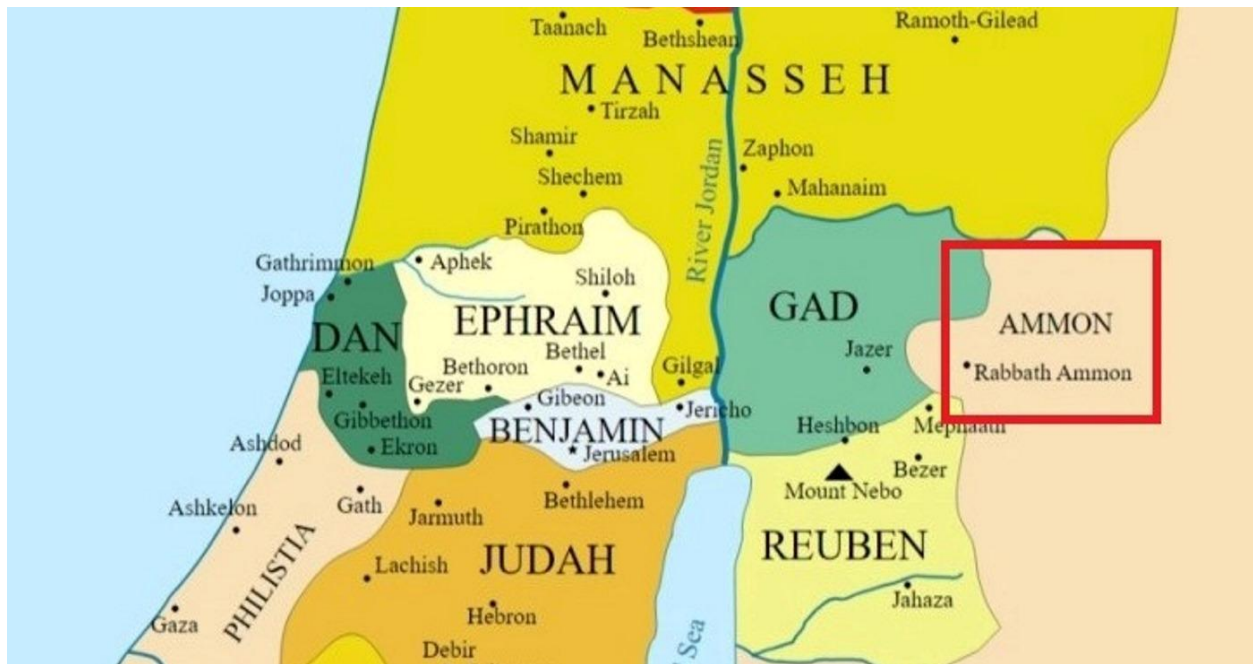 Taanach
Bethshean
Ramoth-Gilead
MANASSEH
Tirzah
Shamir
Zaphon
Shechem
Mahanaim
Pirathon
River Jordan
Gathrimmon
Aphek
Joppa
Shiloh
DAN
EPHRAIM
GAD
AMMON
Bethel
Jazer
Bethoron
Ai
Gilgal
Rabbath Ammon
Eltekeh
Gezer
Gibeon
Jericho
Gibbethon
BENJAMIN
Heshbon
Mephaath
Ashdod
Ekron
Jerusalem
Bezer
Mount Nebo
Bethlehem
Ashkelon
Gath
Jarmuth
REUBEN
JUDAH
Lachish
PHILISTIA
Jahaza
Hebron
Gaza
Debir
Sea